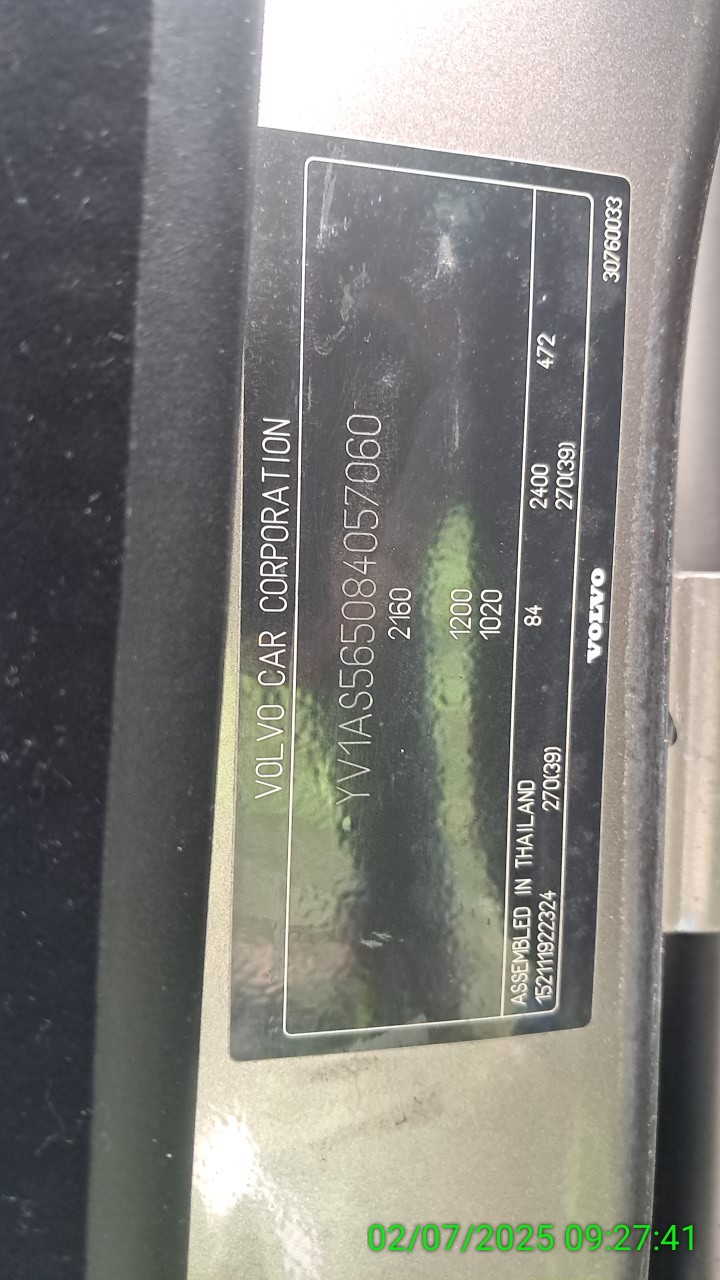 VOLVO CAR CORPORATION
YV1AS565084057060
2160
1200
1020
ASSEMBLED IN THAILAND 84 2400 472
152111922324 270(39) 270(39)
VOLVO 30760033
02/07/2025 09:27:41